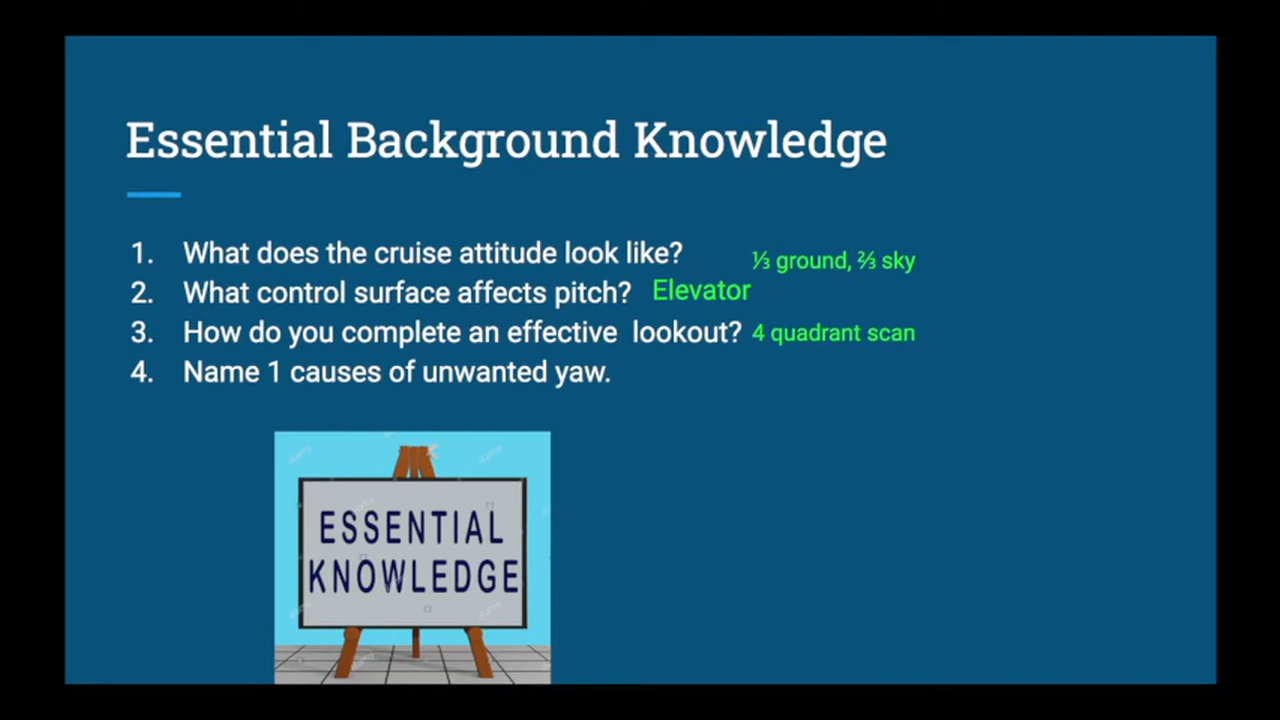 Essential Background Knowledge
1. What does the cruise attitude look like? ⅓ ground, ⅔ sky
2. What control surface affects pitch? Elevator
3. How do you complete an effective lookout? 4 quadrant scan
4. Name 1 causes of unwanted yaw.
ESSENTIAL
KNOWLEDGE